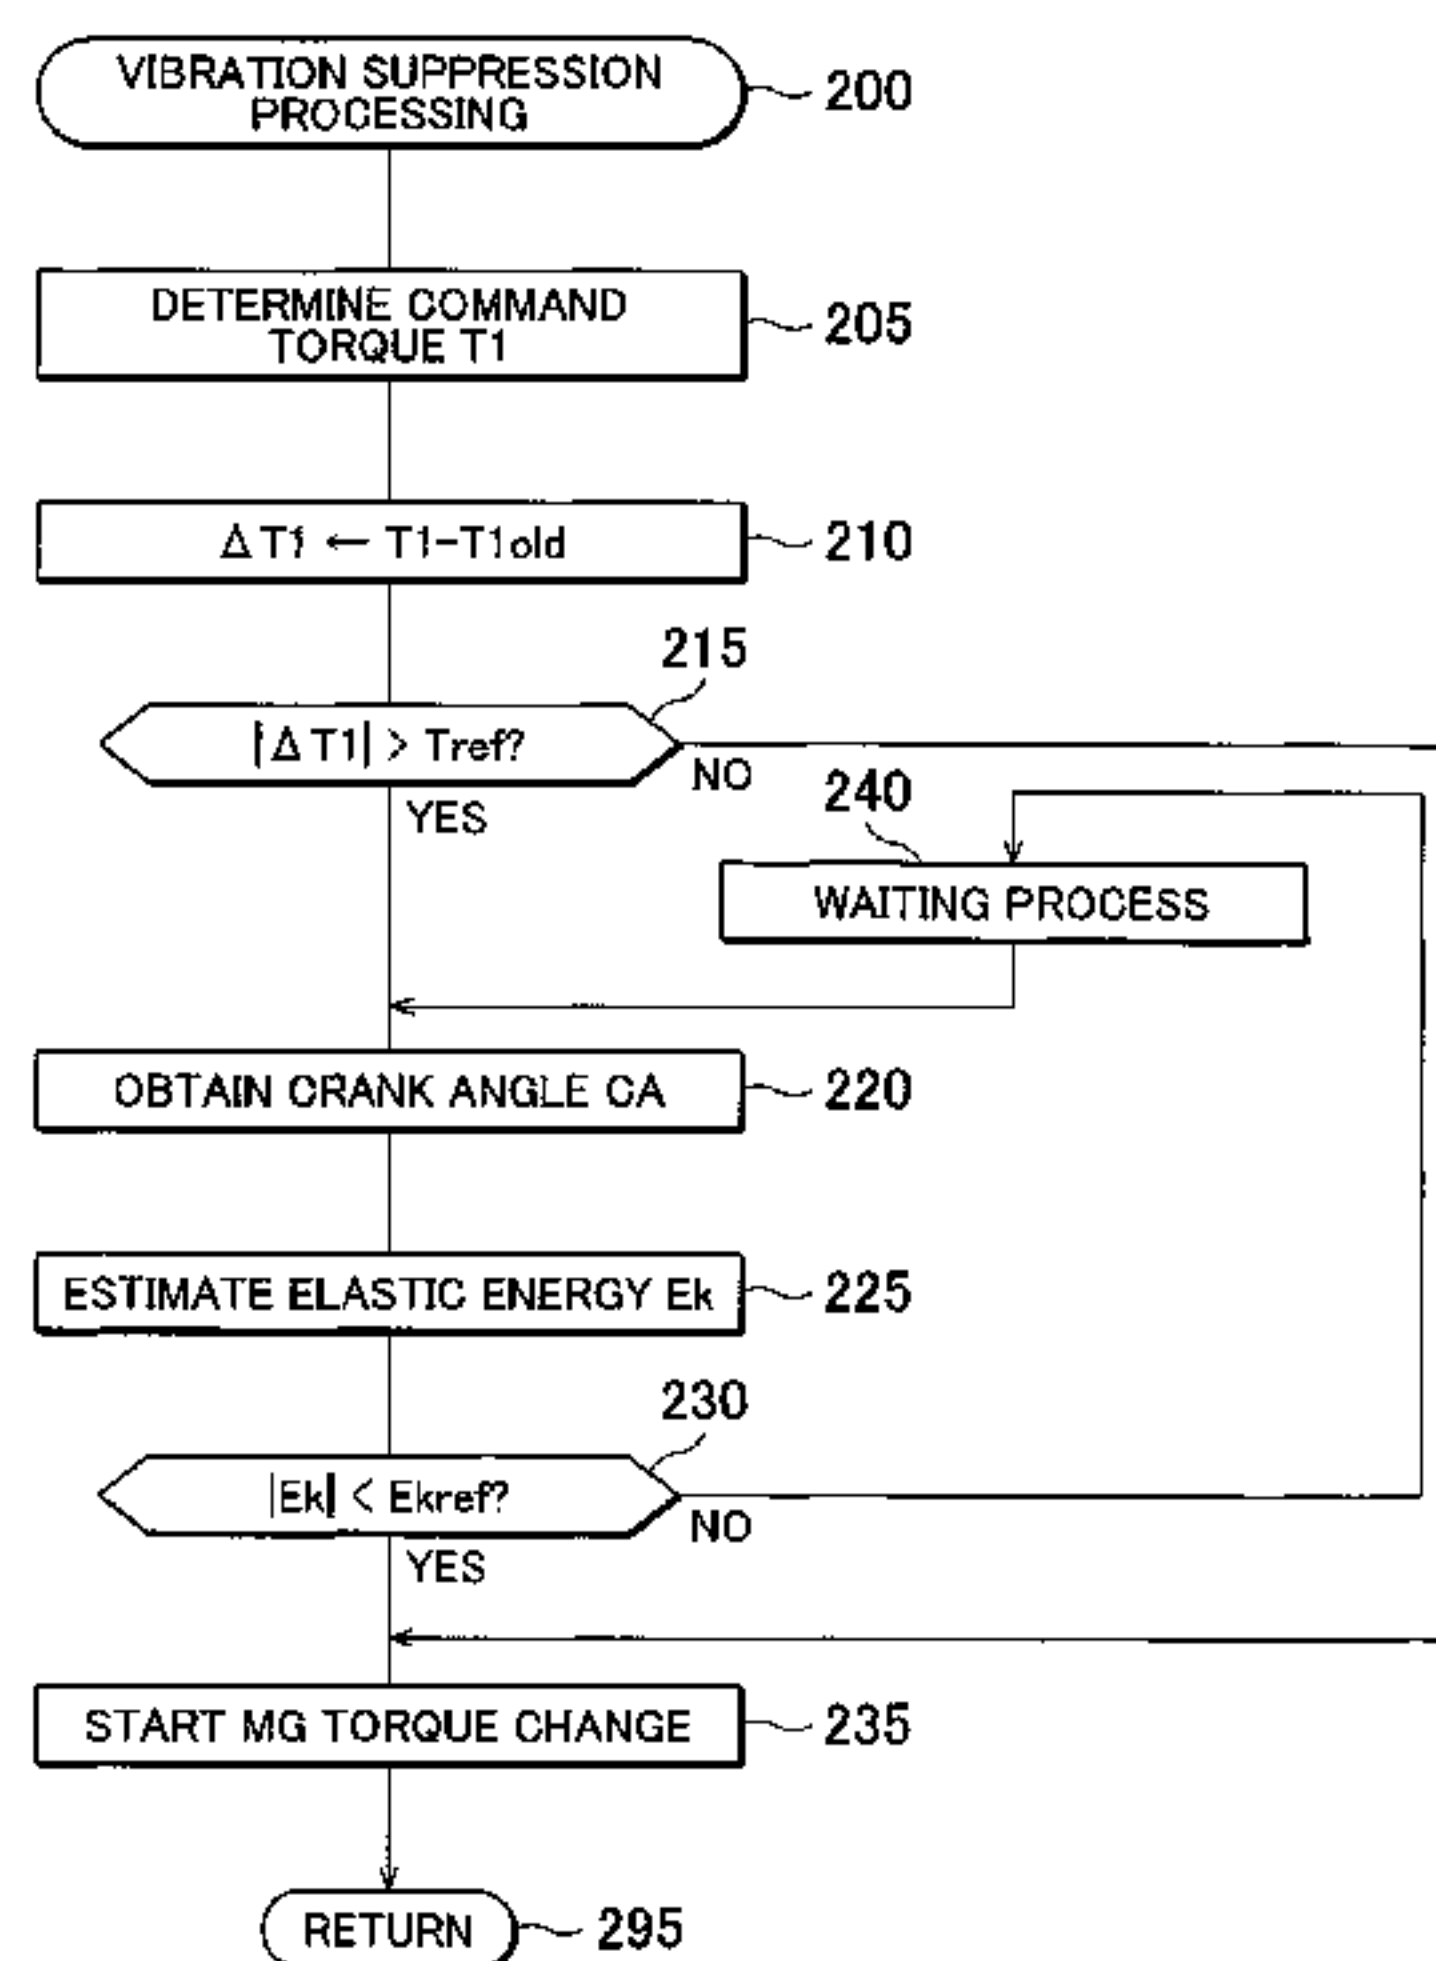 VIBRATION SUPPRESSION
PROCESSING
200
DETERMINE COMMAND
TORQUE T1
205
ΔT1 ← T1-T1old
210
215
|ΔT1| > Tref?
NO
YES
240
WAITING PROCESS
OBTAIN CRANK ANGLE CA
220
ESTIMATE ELASTIC ENERGY Ek
225
230
|Ek| < Ekref?
NO
YES
START MG TORQUE CHANGE
235
RETURN
295